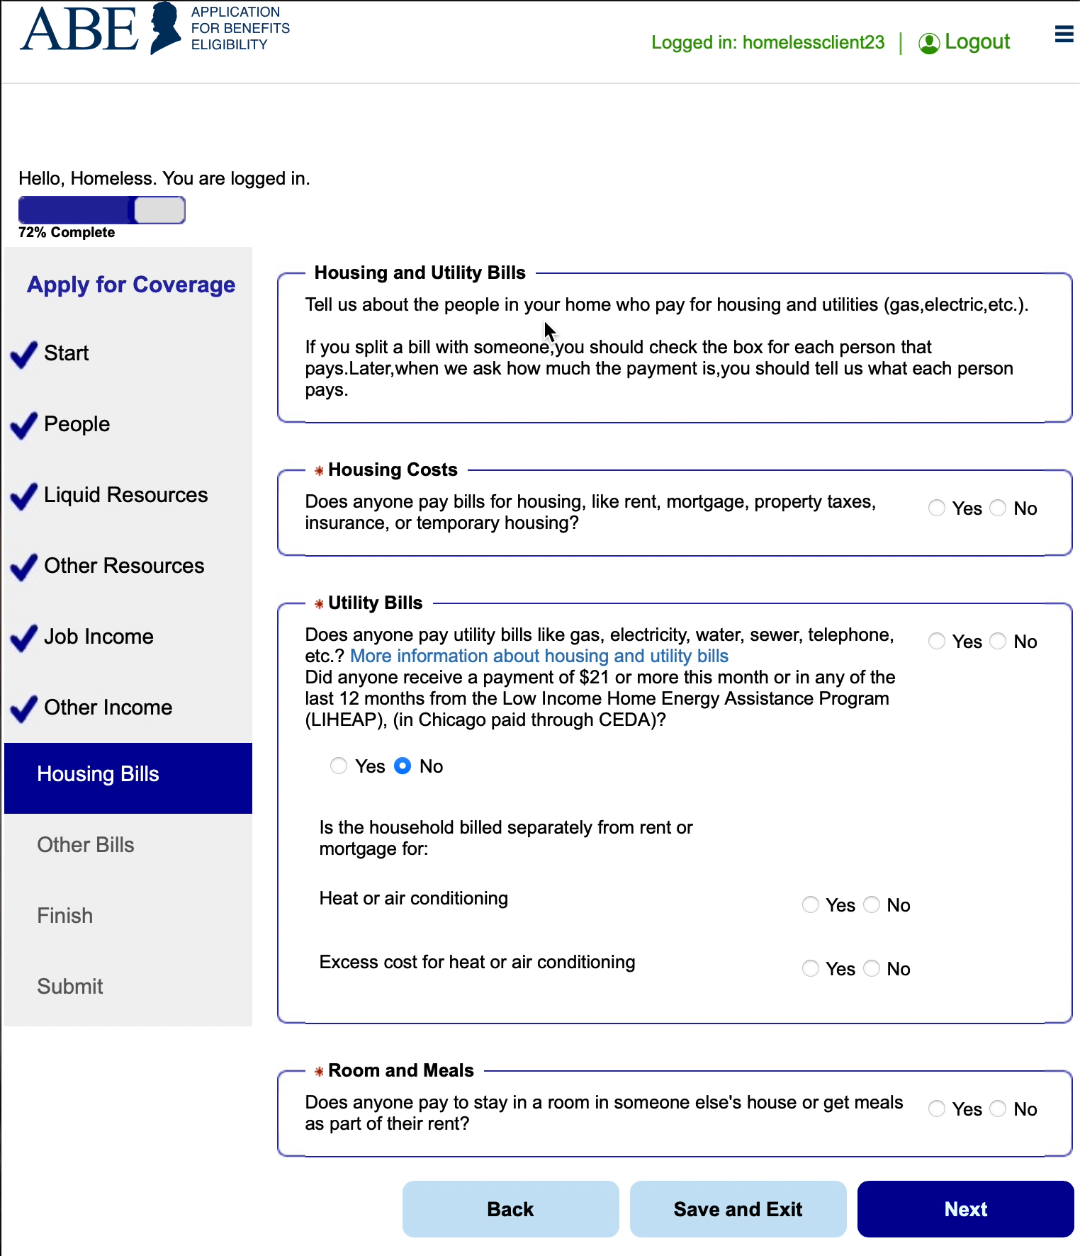 ABE
APPLICATION
FOR BENEFITS
ELIGIBILITY
Logged in: homelessclient23 | Logout
Hello, Homeless. You are logged in.
72% Complete
Apply for Coverage
Start
People
Liquid Resources
Other Resources
Job Income
Other Income
Housing Bills
Other Bills
Finish
Submit
Housing and Utility Bills
Tell us about the people in your home who pay for housing and utilities (gas,electric,etc.).
If you split a bill with someone,you should check the box for each person that
pays.Later,when we ask how much the payment is,you should tell us what each person
pays.
* Housing Costs
Does anyone pay bills for housing, like rent, mortgage, property taxes,
insurance, or temporary housing?
Yes No
* Utility Bills
Does anyone pay utility bills like gas, electricity, water, sewer, telephone,
etc.? More information about housing and utility bills
Yes No
Did anyone receive a payment of $21 or more this month or in any of the
last 12 months from the Low Income Home Energy Assistance Program
(LIHEAP), (in Chicago paid through CEDA)?
Yes No
Is the household billed separately from rent or
mortgage for:
Heat or air conditioning
Yes No
Excess cost for heat or air conditioning
Yes No
* Room and Meals
Does anyone pay to stay in a room in someone else's house or get meals
as part of their rent?
Yes No
Back
Save and Exit
Next